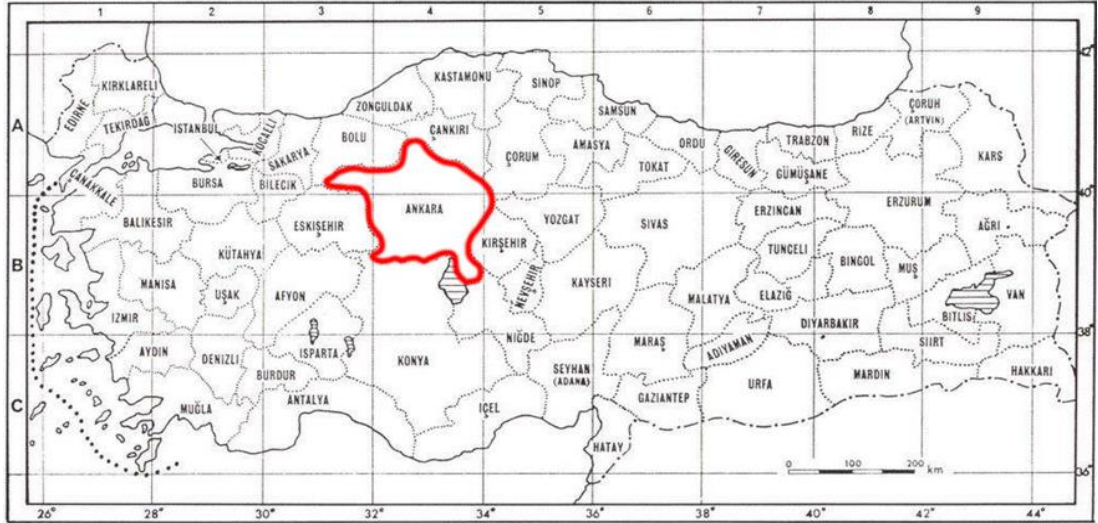 1 2 3 4 5 6 7 8 9
42°
KIRKLARELİ
EDİRNE
TEKİRDAĞ
İSTANBUL
KOCAELİ
SAKARYA
ZONGULDAK
KASTAMONU
SİNOP
SAMSUN
BOLU
ÇANKIRI
ÇORUM
AMASYA
TOKAT
ORDU
GİRESUN
TRABZON
GÜMÜŞANE
RİZE
ÇORUH
(ARTVİN)
KARS
A
ÇANAKKALE
BURSA
BİLECİK
40°
BALIKESİR
ESKİŞEHİR
ANKARA
KIRŞEHİR
YOZGAT
SİVAS
ERZİNCAN
ERZURUM
AĞRI
KÜTAHYA
NEVŞEHİR
KAYSERİ
TUNCELİ
BINGOL
MUŞ
B
MANİSA
UŞAK
AFYON
MALATYA
ELAZIĞ
VAN
BİTLİS
İZMİR
NİĞDE
DİYARBAKIR
SİİRT
38°
AYDIN
DENİZLİ
ISPARTA
KONYA
MARAŞ
ADIYAMAN
BURDUR
SEYHAN
(ADANA)
URFA
MARDİN
HAKKARİ
C
MUĞLA
ANTALYA
İÇEL
GAZİANTEP
HATAY
0 100 200 km
36°
26° 28° 30° 32° 34° 36° 38° 40° 42° 44°